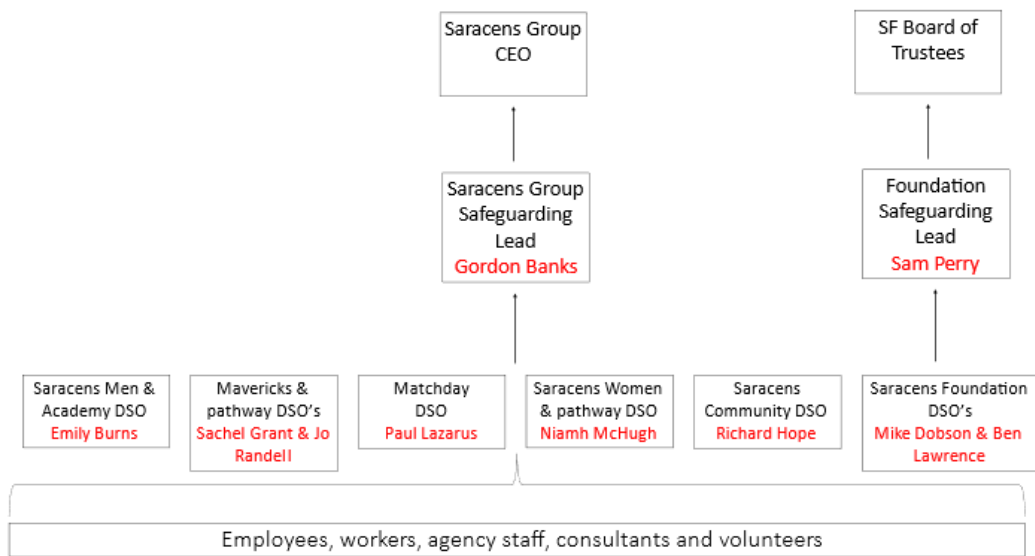 Saracens Group
CEO
SF Board of
Trustees
Saracens Group
Safeguarding
Lead
Gordon Banks
Foundation
Safeguarding
Lead
Sam Perry
Saracens Men &
Academy DSO
Emily Burns
Mavericks &
pathway DSO's
Sachel Grant & Jo
Randell
Matchday
DSO
Paul Lazarus
Saracens Women
& pathway DSO
Niamh McHugh
Saracens
Community DSO
Richard Hope
Saracens Foundation
DSO's
Mike Dobson & Ben
Lawrence
Employees, workers, agency staff, consultants and volunteers